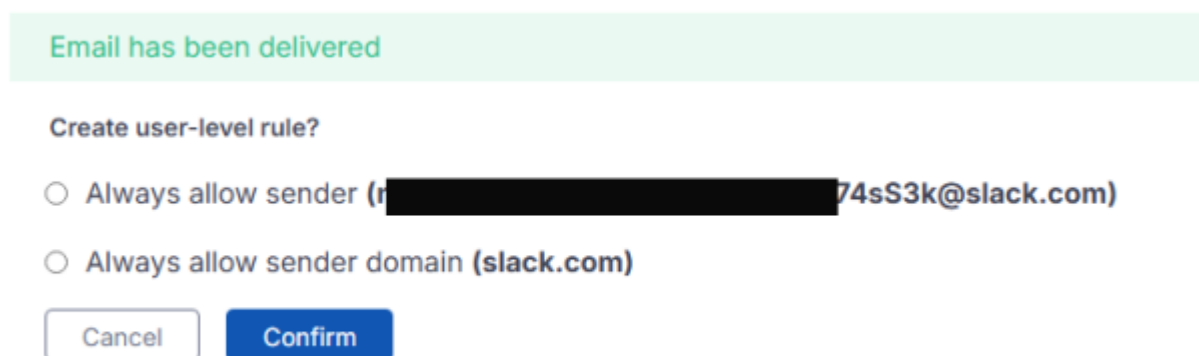 Email has been delivered
Create user-level rule?
Always allow sender (r 74sS3k@slack.com)
Always allow sender domain (slack.com)
Cancel Confirm